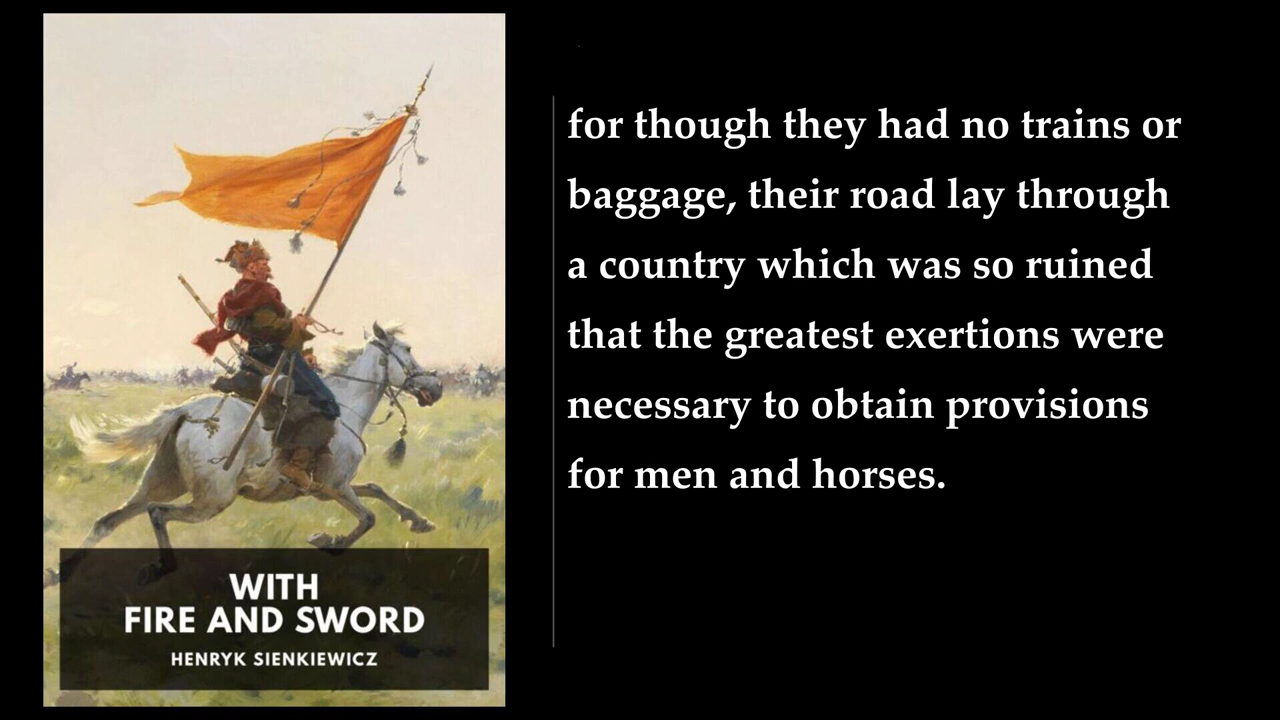 WITH
FIRE AND SWORD
HENRYK SIENKIEWICZ
for though they had no trains or
baggage, their road lay through
a country which was so ruined
that the greatest exertions were
necessary to obtain provisions
for men and horses.